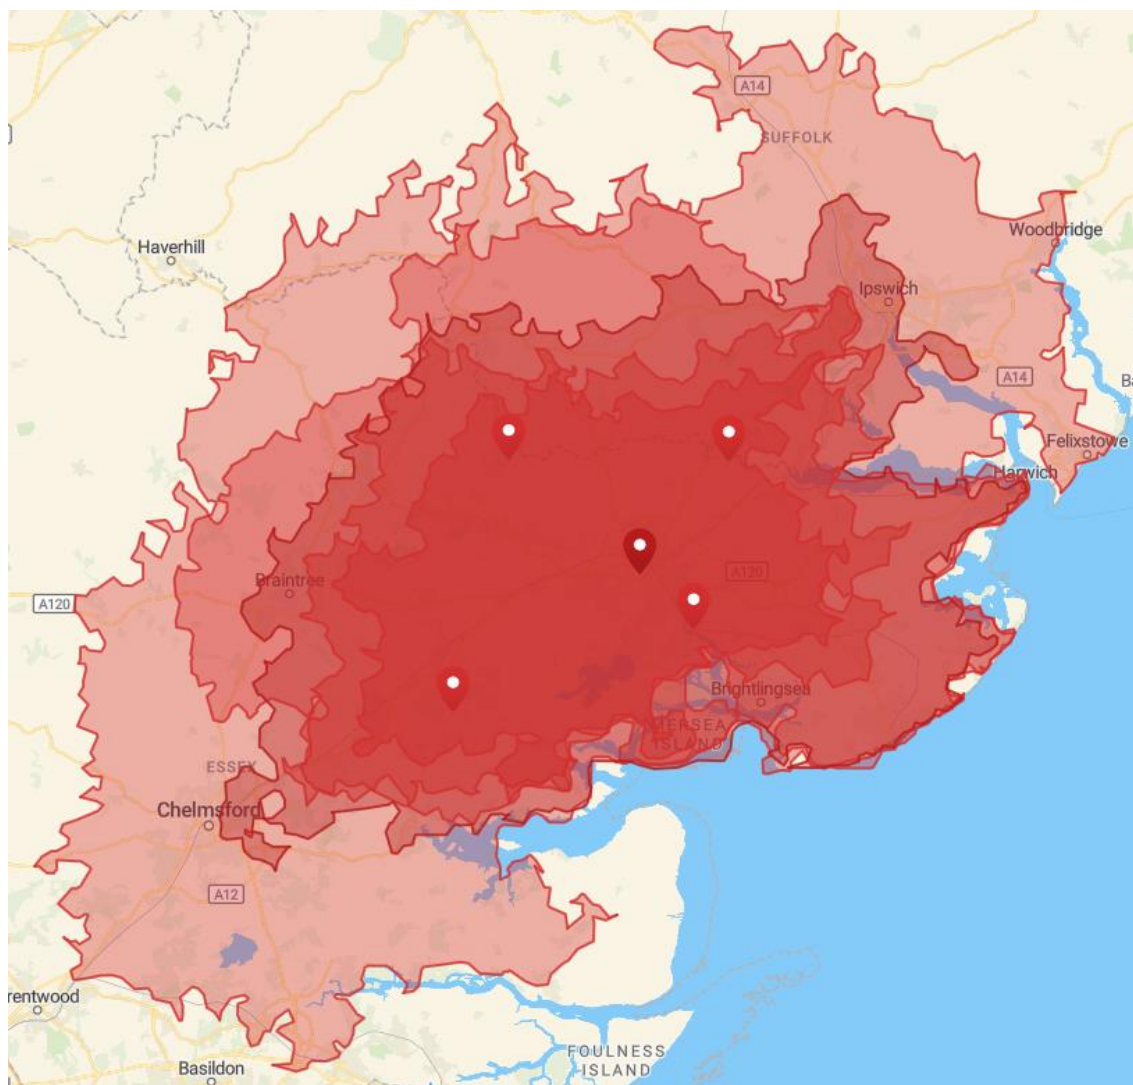 A14
SUFFOLK
Woodbridge
Haverhill
Ipswich
A14
Ba
Felixstowe
Harwich
A120
Braintree
A120
Brightlingsea
MERSEA
ISLAND
ESSEX
Chelmsford
A12
rentwood
FOULNESS
ISLAND
Basildon